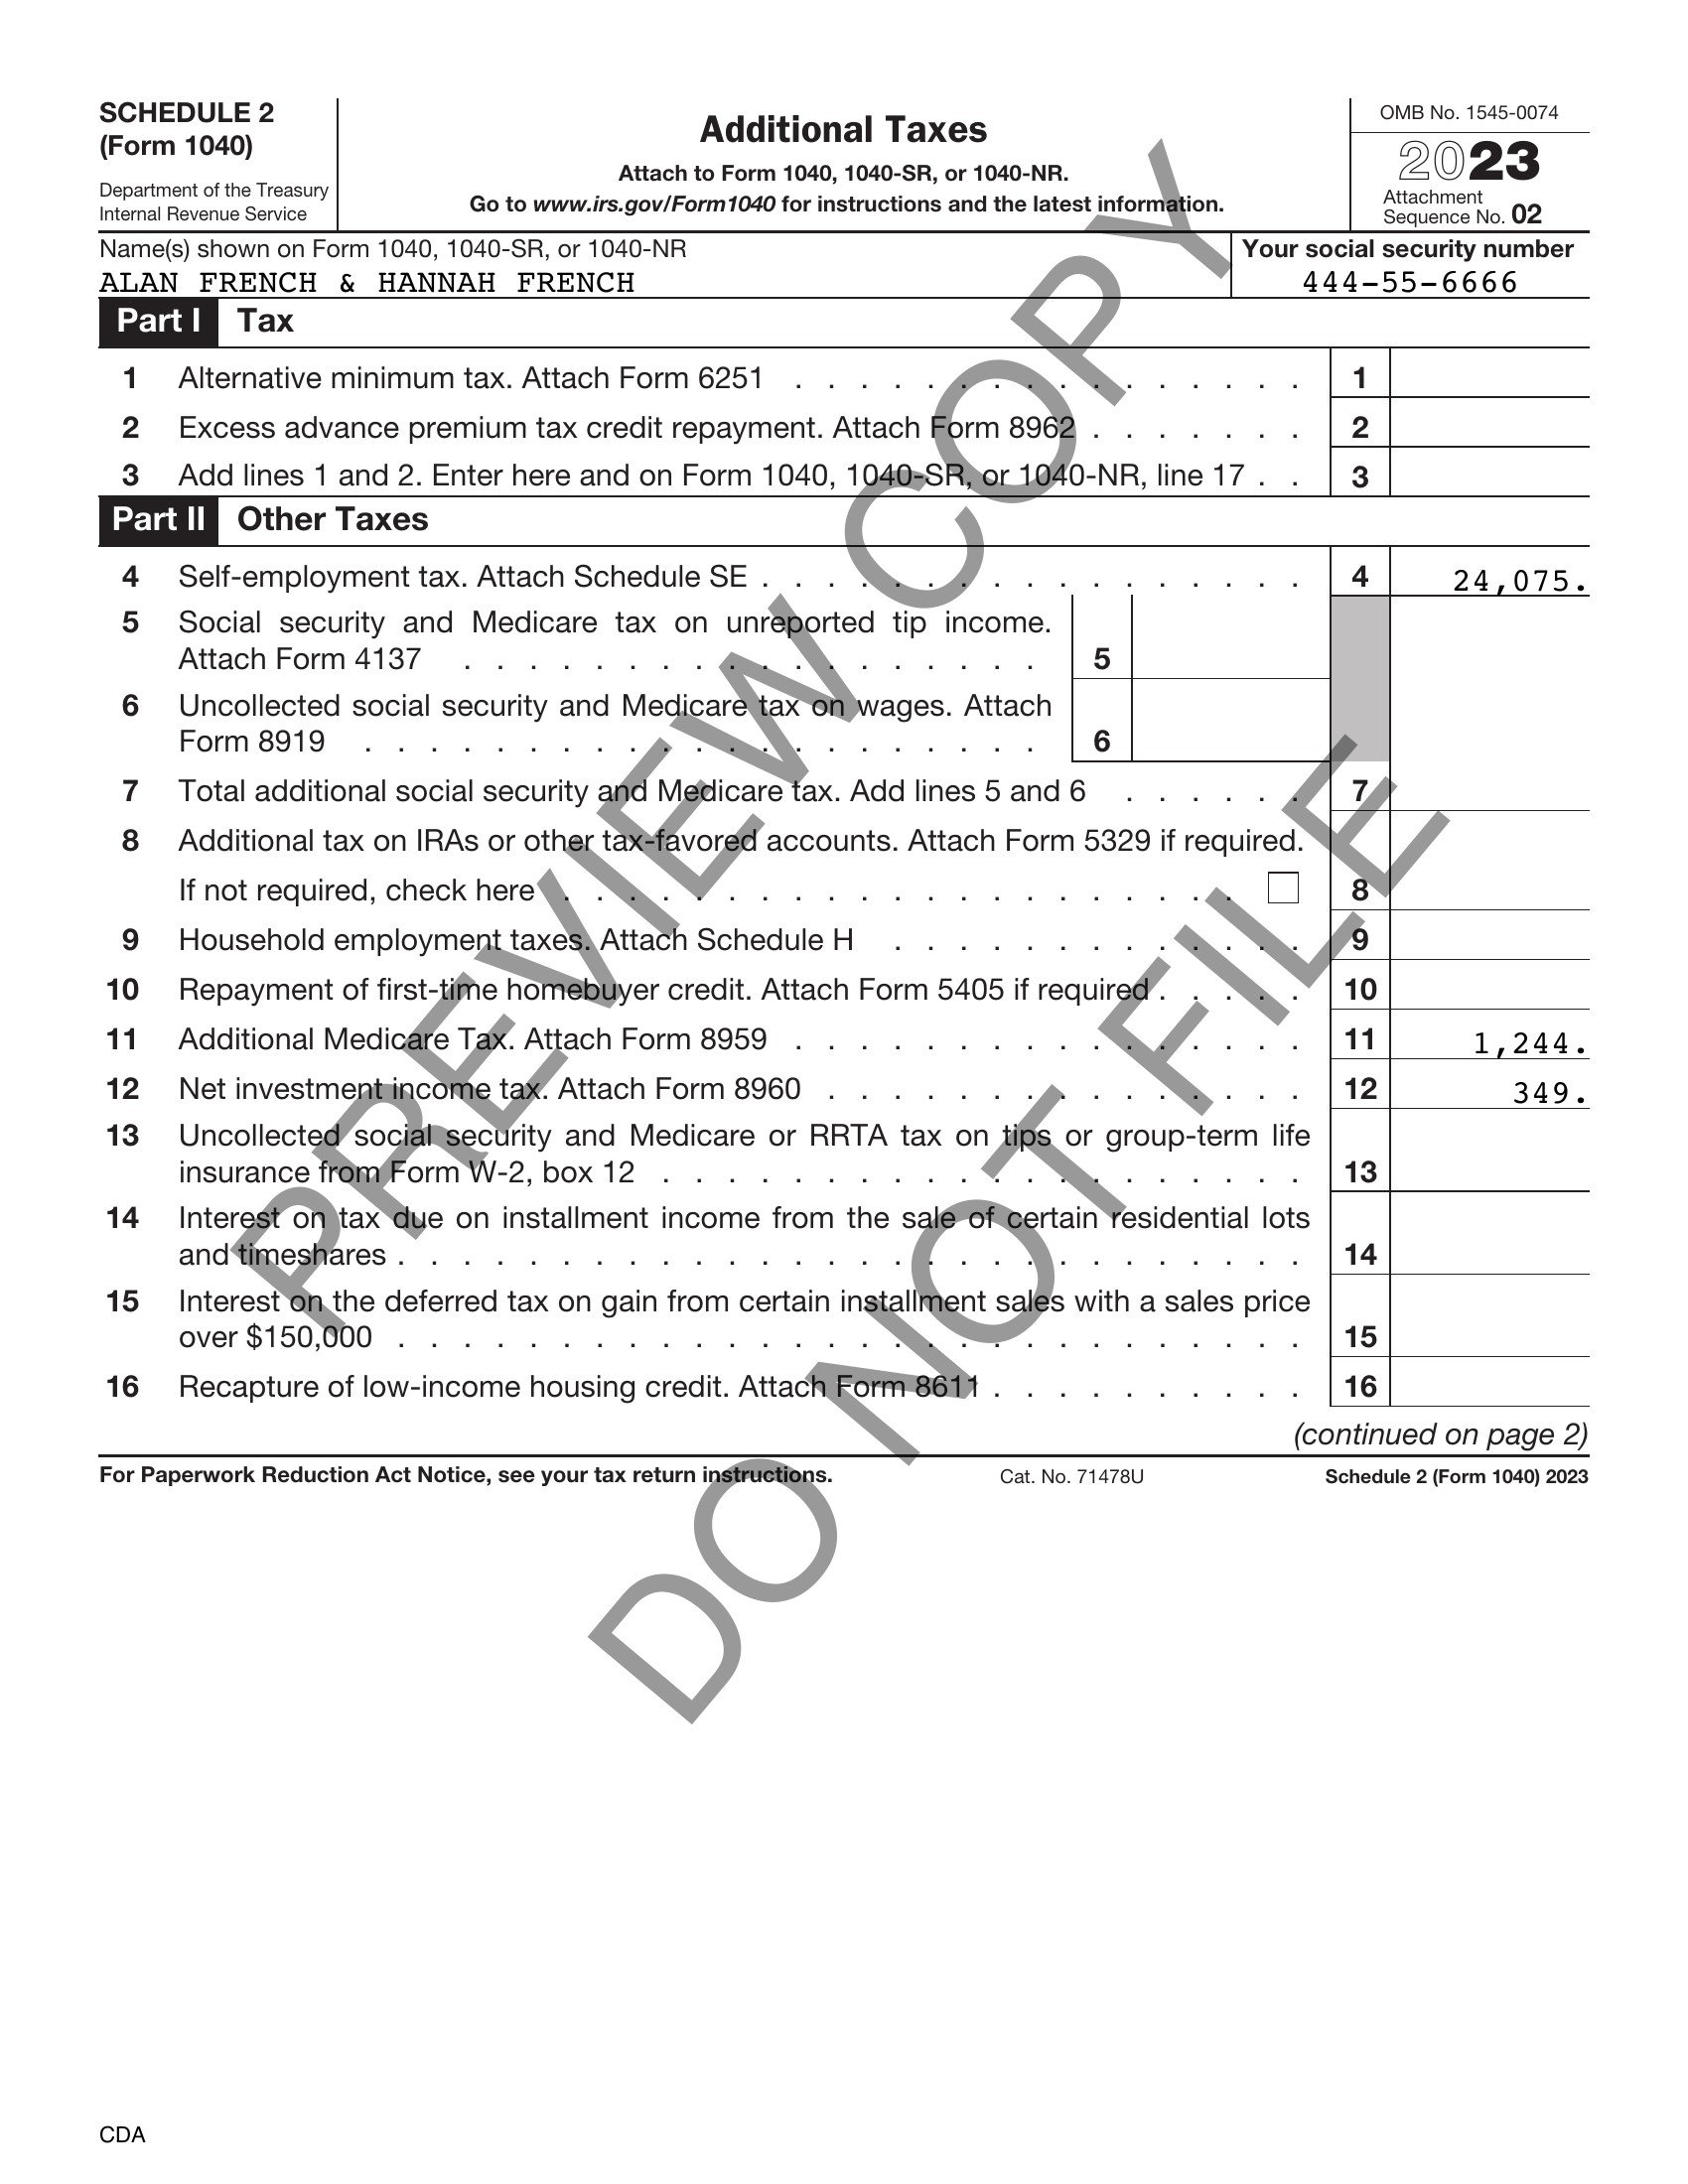 SCHEDULE 2
(Form 1040)
Department of the Treasury
Internal Revenue Service
Additional Taxes
Attach to Form 1040, 1040-SR, or 1040-NR.
Go to www.irs.gov/Form1040 for instructions and the latest information.
OMB No. 1545-0074
2023
Attachment
Sequence No. 02
Name(s) shown on Form 1040, 1040-SR, or 1040-NR
ALAN FRENCH & HANNAH FRENCH
Your social security number
444-55-6666
Part I Tax
1 Alternative minimum tax. Attach Form 6251 . . . . . . . . . . . . . . . . 1
2 Excess advance premium tax credit repayment. Attach Form 8962 . . . . . . . 2
3 Add lines 1 and 2. Enter here and on Form 1040, 1040-SR, or 1040-NR, line 17 . . 3
Part II Other Taxes
4 Self-employment tax. Attach Schedule SE . . . . . . . . . . . . . . . . . 4 24,075.
5 Social security and Medicare tax on unreported tip income.
Attach Form 4137 . . . . . . . . . . . . . . . . . . 5
6 Uncollected social security and Medicare tax on wages. Attach
Form 8919 . . . . . . . . . . . . . . . . . . . . . 6
7 Total additional social security and Medicare tax. Add lines 5 and 6 . . . . . . 7
8 Additional tax on IRAs or other tax-favored accounts. Attach Form 5329 if required.
If not required, check here . . . . . . . . . . . . . . . . . . . . . 8
9 Household employment taxes. Attach Schedule H . . . . . . . . . . . . . 9
10 Repayment of first-time homebuyer credit. Attach Form 5405 if required . . . . . 10
11 Additional Medicare Tax. Attach Form 8959 . . . . . . . . . . . . . . . . 11 1,244.
12 Net investment income tax. Attach Form 8960 . . . . . . . . . . . . . . . 12 349.
13 Uncollected social security and Medicare or RRTA tax on tips or group-term life
insurance from Form W-2, box 12 . . . . . . . . . . . . . . . . . . . . 13
14 Interest on tax due on installment income from the sale of certain residential lots
and timeshares . . . . . . . . . . . . . . . . . . . . . . . . . . . . 14
15 Interest on the deferred tax on gain from certain installment sales with a sales price
over $150,000 . . . . . . . . . . . . . . . . . . . . . . . . . . . . 15
16 Recapture of low-income housing credit. Attach Form 8611 . . . . . . . . . . 16
(continued on page 2)
For Paperwork Reduction Act Notice, see your tax return instructions. Cat. No. 71478U Schedule 2 (Form 1040) 2023
PREVIEW COPY
DO NOT FILE
CDA